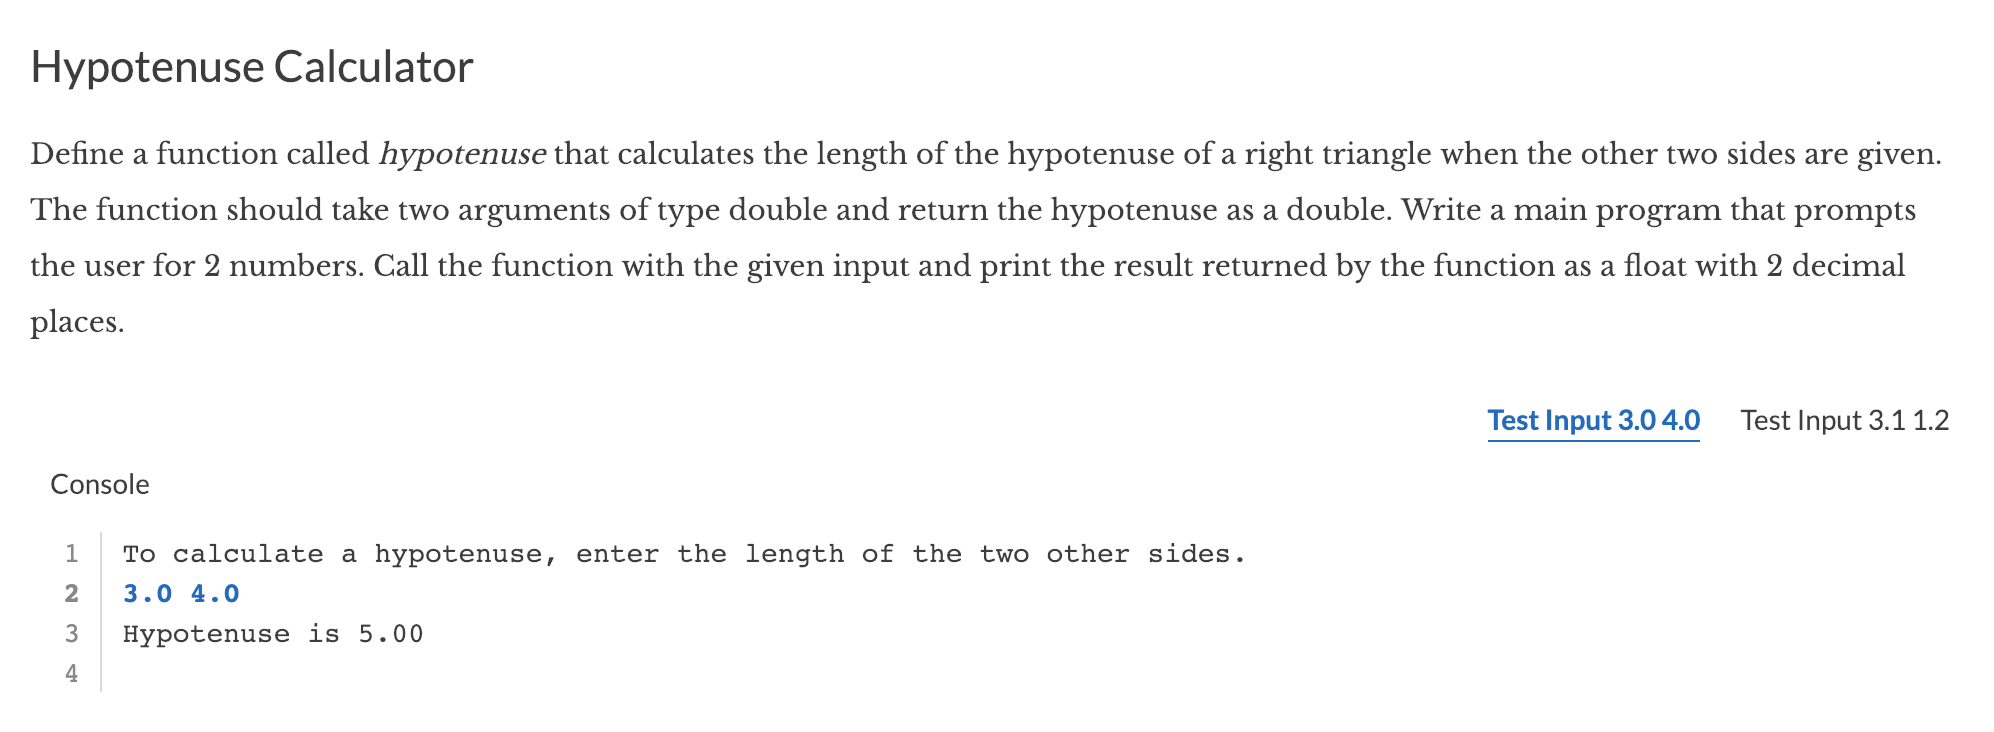 Hypotenuse Calculator
Define a function called hypotenuse that calculates the length of the hypotenuse of a right triangle when the other two sides are given.
The function should take two arguments of type double and return the hypotenuse as a double. Write a main program that prompts
the user for 2 numbers. Call the function with the given input and print the result returned by the function as a float with 2 decimal
places.
Test Input 3.0 4.0 Test Input 3.1 1.2
Console
1 To calculate a hypotenuse, enter the length of the two other sides.
2 3.0 4.0
3 Hypotenuse is 5.00
4